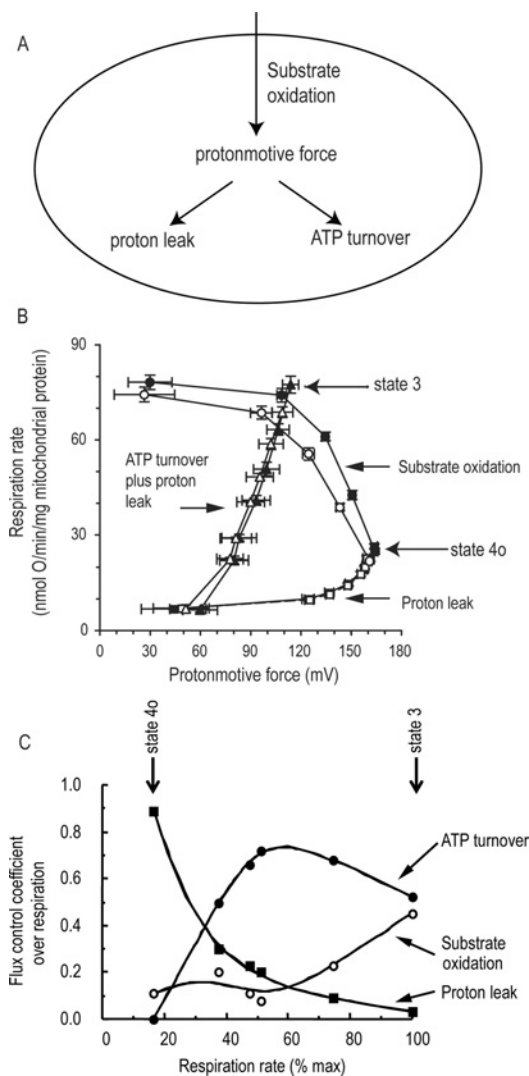 A
Substrate
oxidation
protonmotive force
proton leak
ATP turnover
B
Respiration rate
(nmol O/min/mg mitochondrial protein)
90
60
30
0
state 3
ATP turnover
plus proton
leak
Substrate oxidation
state 4o
Proton leak
0 30 60 90 120 150 180
Protonmotive force (mV)
C
state 4o
state 3
Flux control coefficient
over respiration
1.0
0.8
0.6
0.4
0.2
0.0
ATP turnover
Substrate
oxidation
Proton leak
0 20 40 60 80 100
Respiration rate (% max)